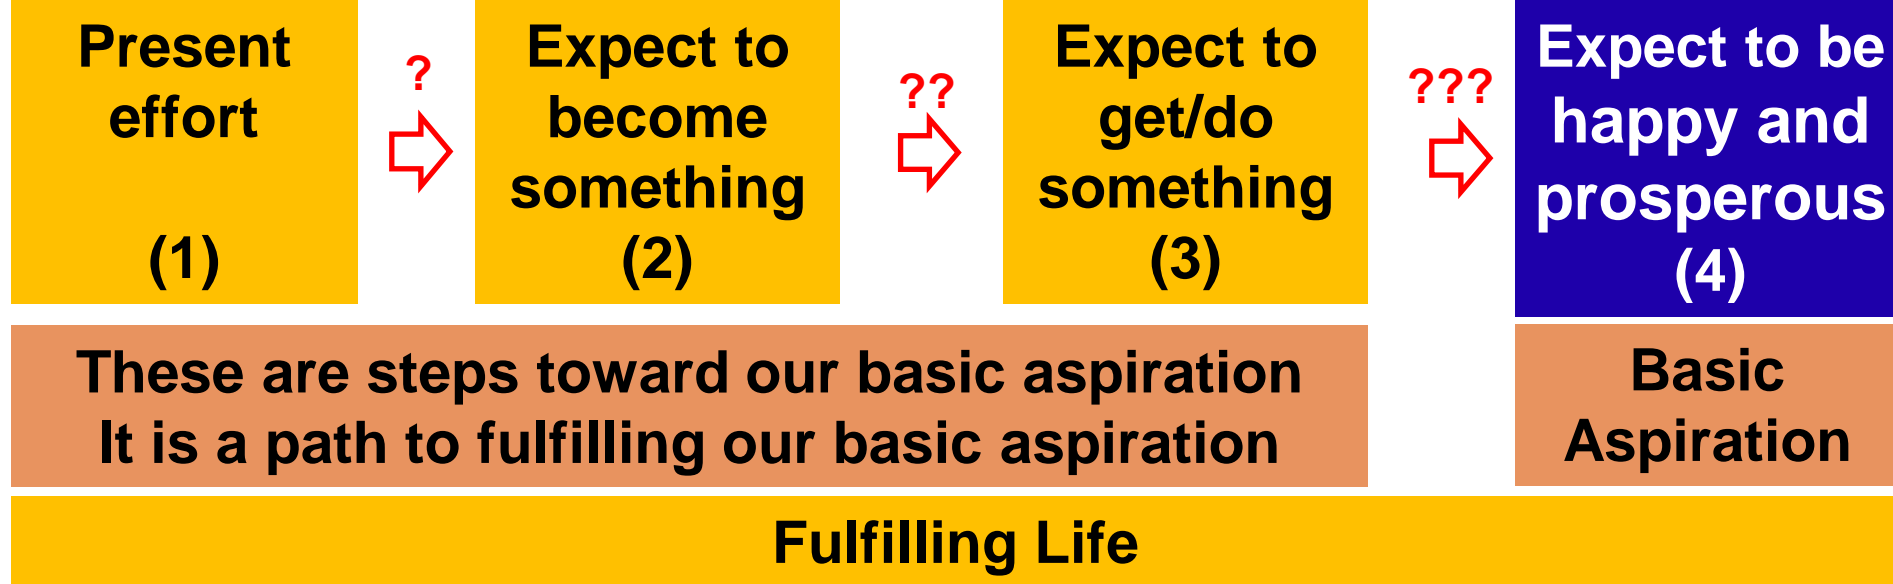 Present
effort
(1)
?
Expect to
become
something
(2)
??
Expect to
get/do
something
(3)
???
Expect to be
happy and
prosperous
(4)
These are steps toward our basic aspiration
It is a path to fulfilling our basic aspiration
Basic
Aspiration
Fulfilling Life